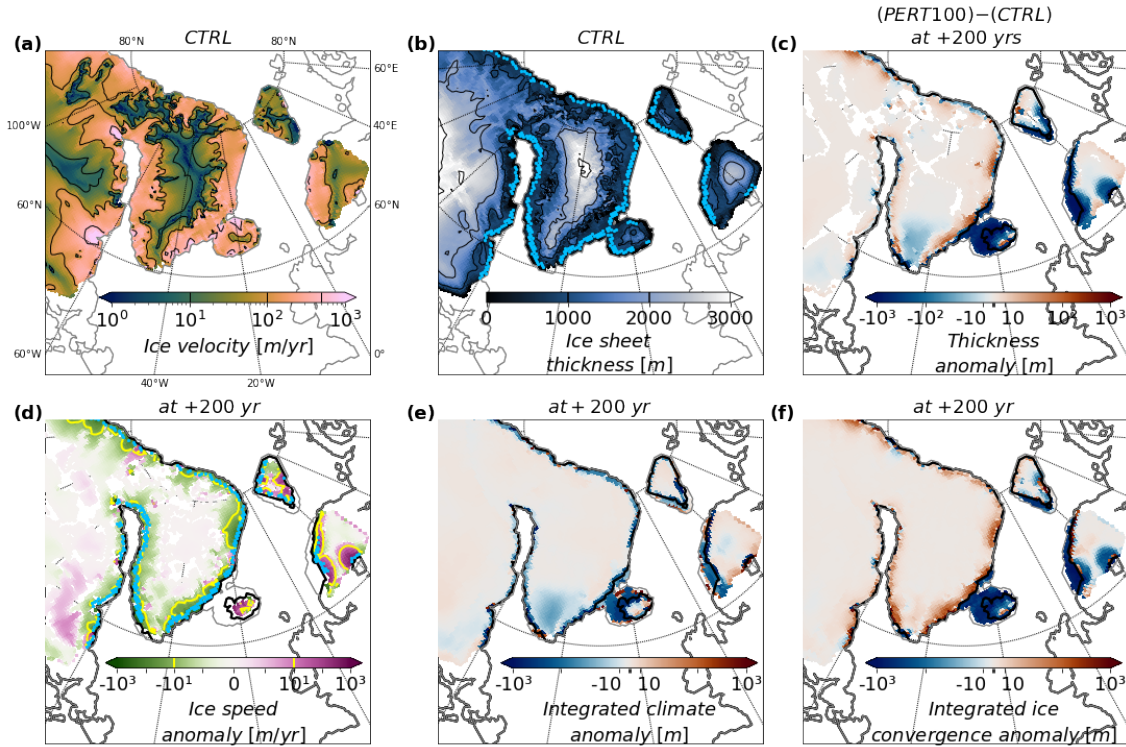 (PERT100)−(CTRL)
(a) CTRL (b) CTRL (c) at +200 yrs
80°N 80°N
60°E
100°W 40°E
60°N 60°N
10⁰ 10¹ 10² 10³
Ice velocity [m/yr]
60°W 0°
40°W 20°W
0 1000 2000 3000
Ice sheet
thickness [m]
-10³ -10² -10 10 10² 10³
Thickness
anomaly [m]
(d) at +200 yr (e) at+ 200 yr (f) at +200 yr
-10³ -10¹ 0 10¹ 10³
Ice speed
anomaly [m/yr]
-10³ -10 10 10³
Integrated climate
anomaly [m]
-10³ -10 10 10³
Integrated ice
convergence anomaly [m]